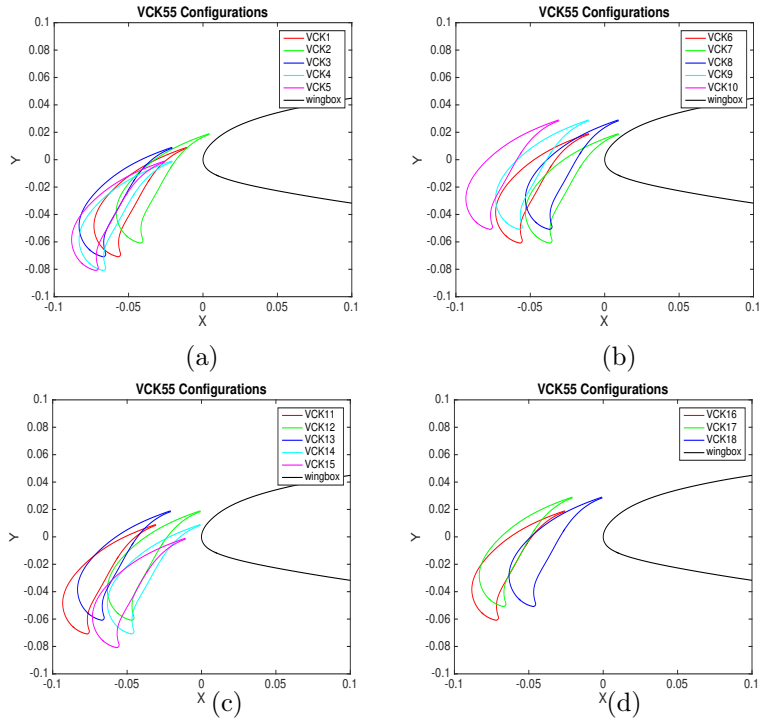 VCK55 Configurations
0.1
0.08
0.06
0.04
0.02
0
-0.02
-0.04
-0.06
-0.08
-0.1
Y
VCK1
VCK2
VCK3
VCK4
VCK5
wingbox
-0.1
-0.05
0
0.05
0.1
X
(a)
VCK55 Configurations
0.1
0.08
0.06
0.04
0.02
0
-0.02
-0.04
-0.06
-0.08
-0.1
Y
VCK6
VCK7
VCK8
VCK9
VCK10
wingbox
-0.1
-0.05
0
0.05
0.1
X
(b)
VCK55 Configurations
0.1
0.08
0.06
0.04
0.02
0
-0.02
-0.04
-0.06
-0.08
-0.1
Y
VCK11
VCK12
VCK13
VCK14
VCK15
wingbox
-0.1
-0.05
0
0.05
0.1
X
(c)
VCK55 Configurations
0.1
0.08
0.06
0.04
0.02
0
-0.02
-0.04
-0.06
-0.08
-0.1
Y
VCK16
VCK17
VCK18
wingbox
-0.1
-0.05
0
0.05
0.1
X
(d)